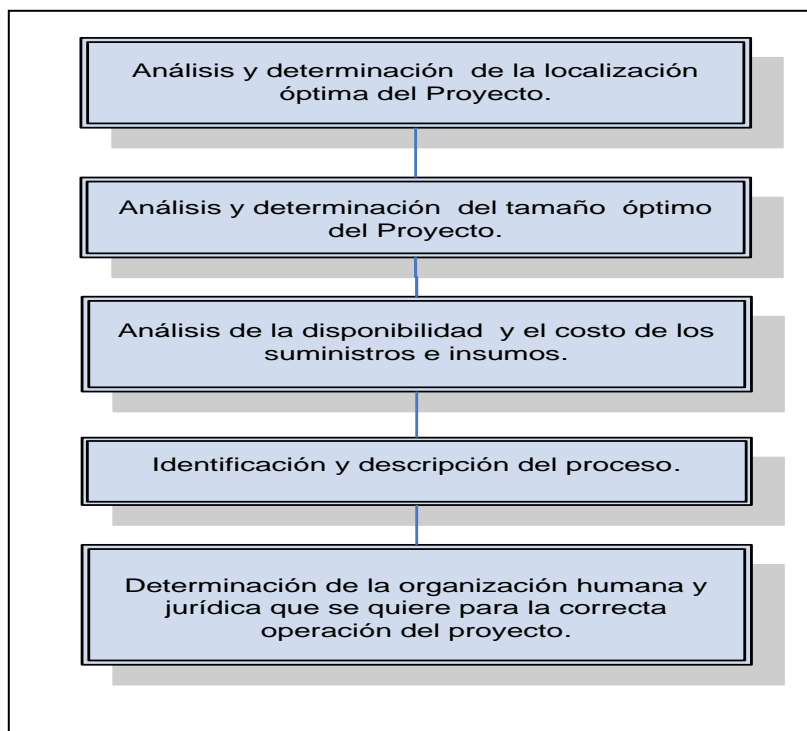 Análisis y determinación de la localización
óptima del Proyecto.
Análisis y determinación del tamaño óptimo
del Proyecto.
Análisis de la disponibilidad y el costo de los
suministros e insumos.
Identificación y descripción del proceso.
Determinación de la organización humana y
jurídica que se quiere para la correcta
operación del proyecto.